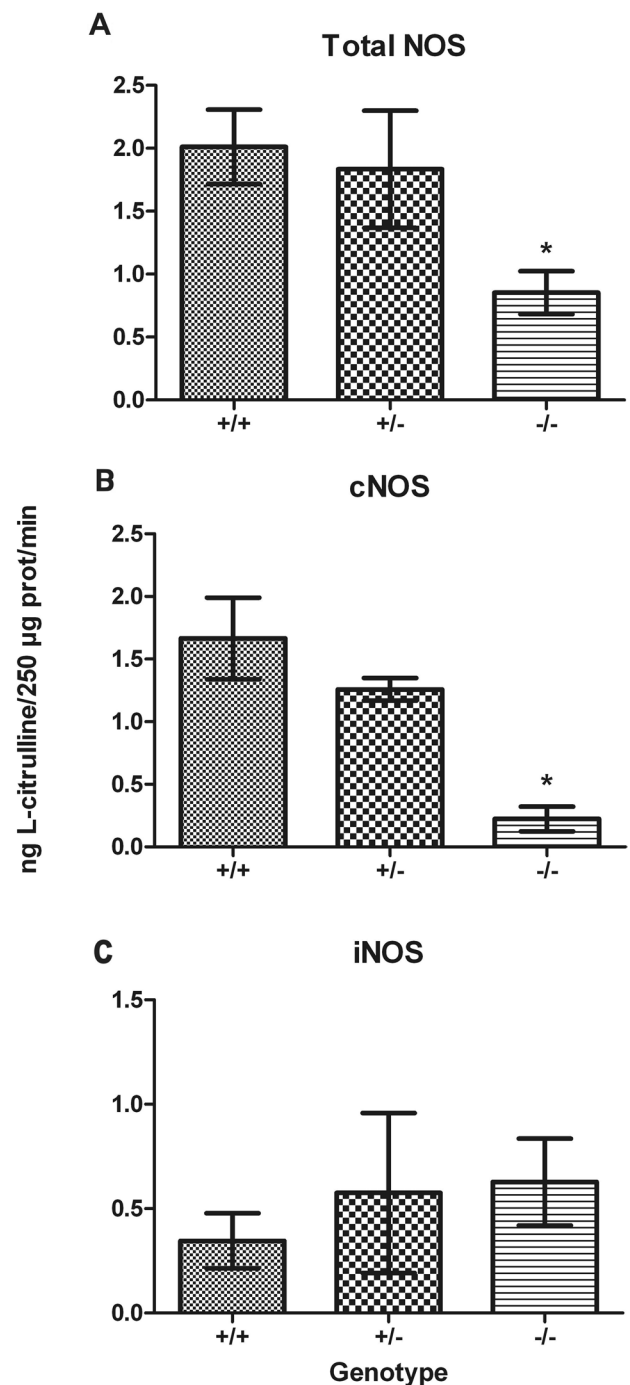 A
Total NOS
2.5
2.0
1.5
1.0
0.5
0.0
*
+/+ +/- -/-
B
cNOS
ng L-citrulline/250 µg prot/min
2.5
2.0
1.5
1.0
0.5
0.0
*
+/+ +/- -/-
C
iNOS
1.5
1.0
0.5
0.0
+/+ +/- -/-
Genotype